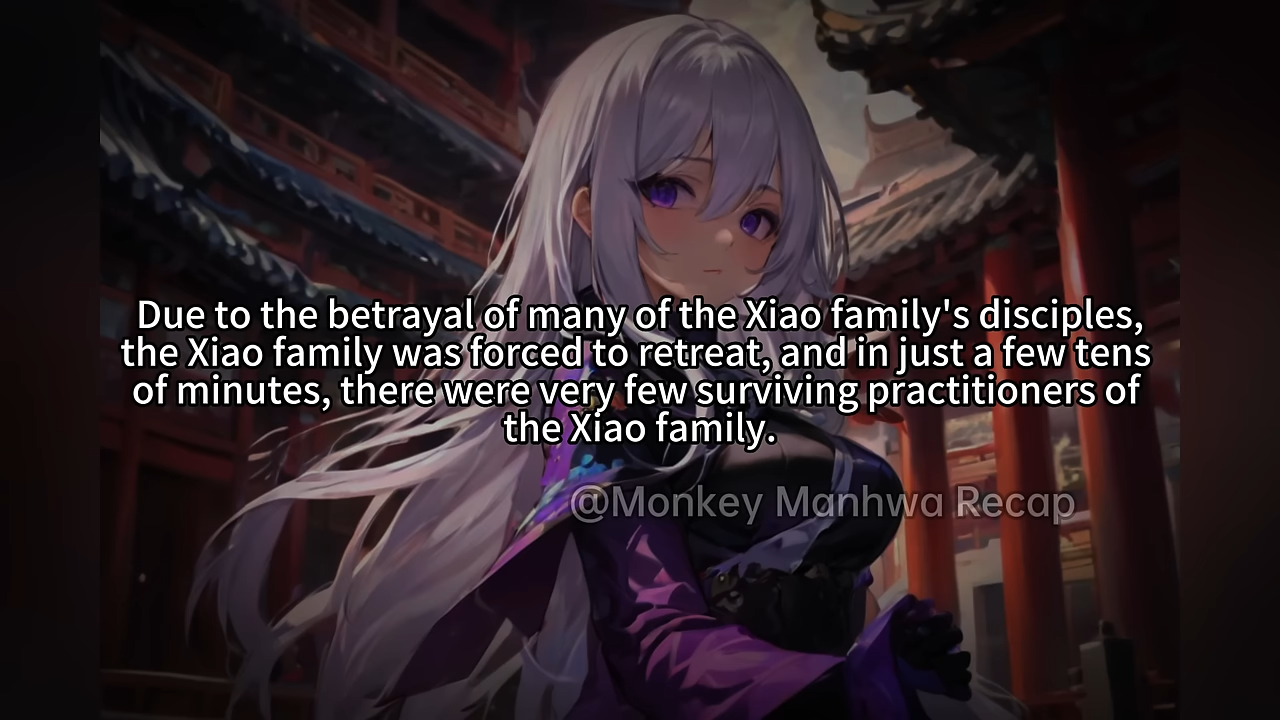 Due to the betrayal of many of the Xiao family's disciples,
the Xiao family was forced to retreat, and in just a few tens
of minutes, there were very few surviving practitioners of
the Xiao family.
@Monkey Manhwa Recap